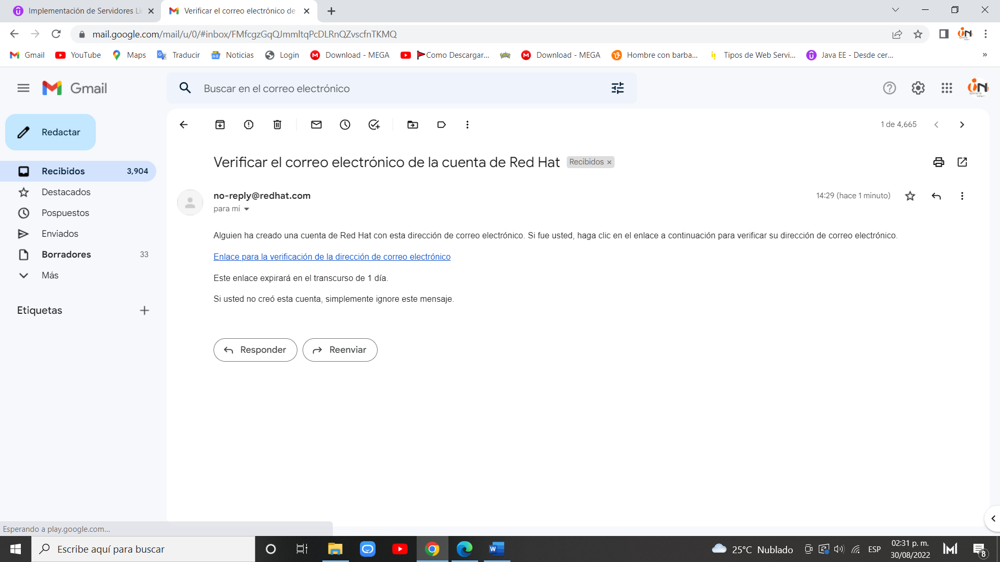 Implementación de Servidores Li
Verificar el correo electrónico de
mail.google.com/mail/u/0/#inbox/FMfcgzGqQJmmltqPcDLRnQZvscfnTKMQ
Gmail YouTube Maps Traducir Noticias Login Download - MEGA Como Descargar... Download - MEGA Hombre con barba... Tipos de Web Servi... Java EE - Desde cer... »
Gmail
Buscar en el correo electrónico
Redactar
1 de 4,665
Verificar el correo electrónico de la cuenta de Red Hat Recibidos ×
Recibidos 3,904
Destacados
Pospuestos
Enviados
Borradores 33
Más
Etiquetas
no-reply@redhat.com 14:29 (hace 1 minuto)
para mí
Alguien ha creado una cuenta de Red Hat con esta dirección de correo electrónico. Si fue usted, haga clic en el enlace a continuación para verificar su dirección de correo electrónico.
Enlace para la verificación de la dirección de correo electrónico
Este enlace expirará en el transcurso de 1 día.
Si usted no creó esta cuenta, simplemente ignore este mensaje.
Responder Reenviar
Esperando a play.google.com...
Escribe aquí para buscar
25°C Nublado
ESP
02:31 p. m.
30/08/2022
8